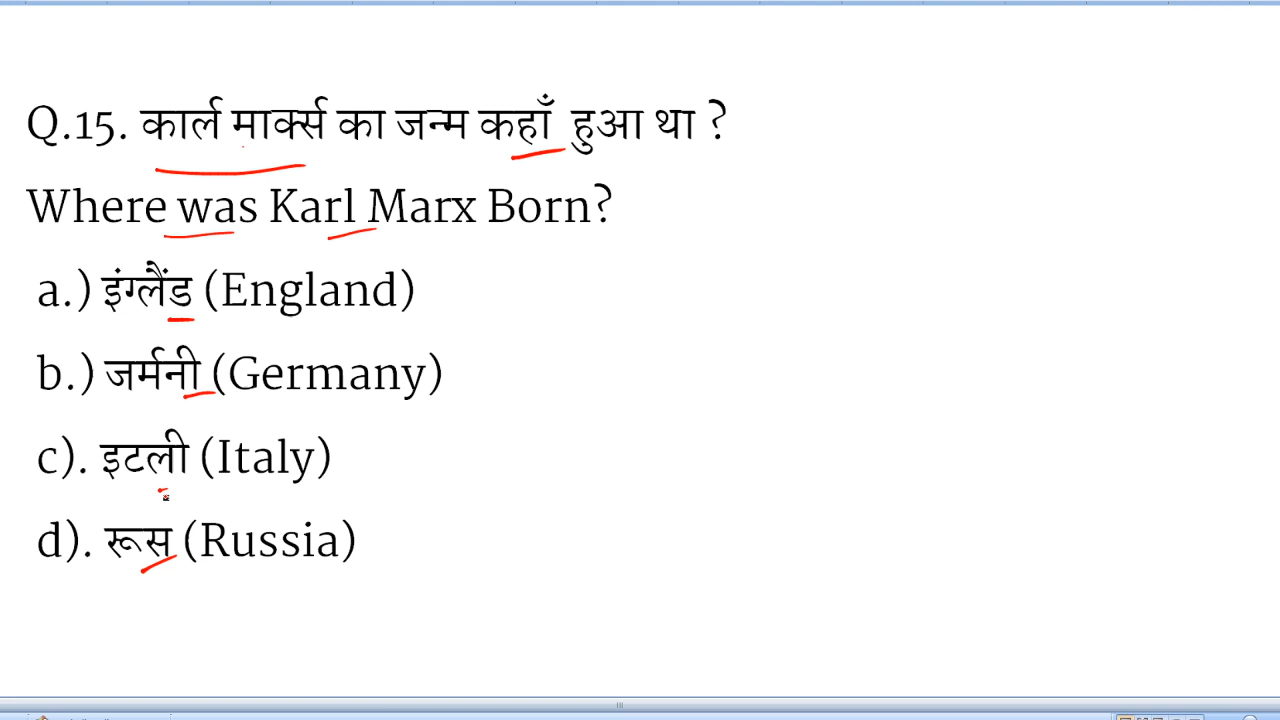 Q.15. कार्ल मार्क्स का जन्म कहाँ हुआ था ?
Where was Karl Marx Born?
a.) इंग्लैंड (England)
b.) जर्मनी (Germany)
c). इटली (Italy)
d). रूस (Russia)